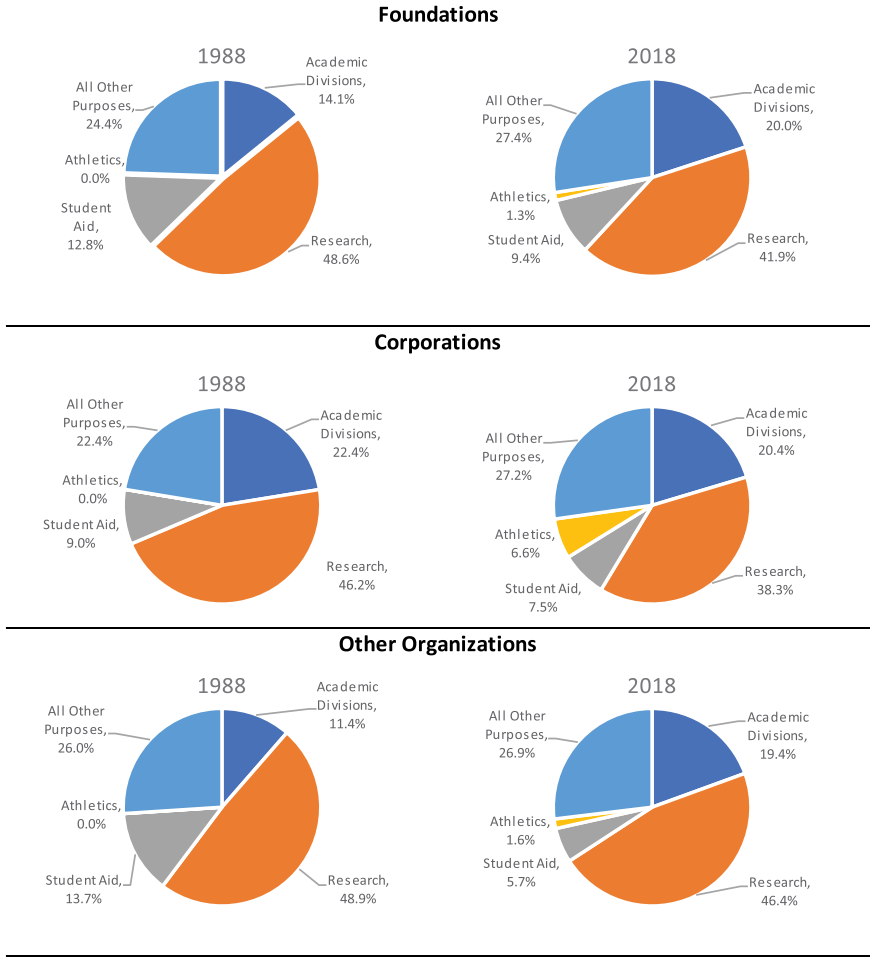 Foundations
1988
Academic
Divisions,
14.1%
All Other
Purposes,
24.4%
Athletics,
0.0%
Student
Aid,
12.8%
Research,
48.6%
2018
Academic
Divisions,
20.0%
All Other
Purposes,
27.4%
Athletics,
1.3%
Student Aid,
9.4%
Research,
41.9%
Corporations
1988
All Other
Purposes,
22.4%
Academic
Divisions,
22.4%
Athletics,
0.0%
Student Aid,
9.0%
Research,
46.2%
2018
Academic
Divisions,
20.4%
All Other
Purposes,
27.2%
Athletics,
6.6%
Student Aid,
7.5%
Research,
38.3%
Other Organizations
1988
Academic
Divisions,
11.4%
All Other
Purposes,
26.0%
Athletics,
0.0%
Student Aid,
13.7%
Research,
48.9%
2018
All Other
Purposes,
26.9%
Academic
Divisions,
19.4%
Athletics,
1.6%
Student Aid,
5.7%
Research,
46.4%